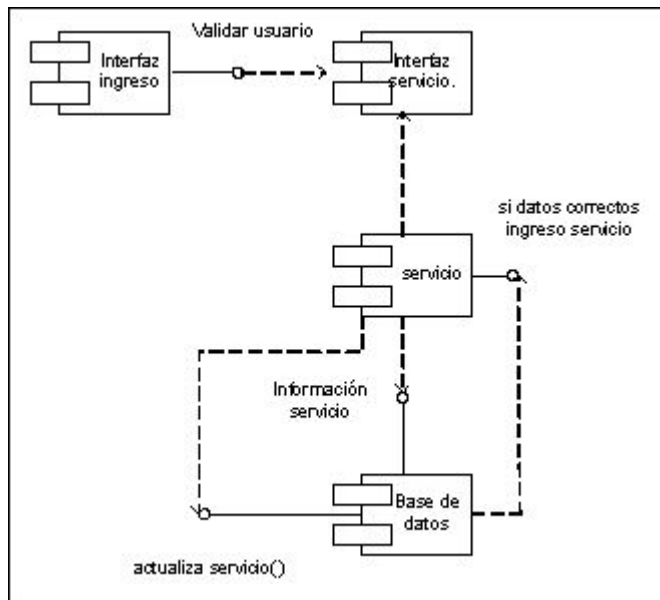 Validar usuario
Interfaz
ingreso
Interfaz
servicio.
si datos correctos
ingreso servicio
servicio
Información
servicio
Base de
datos
actualiza servicio()